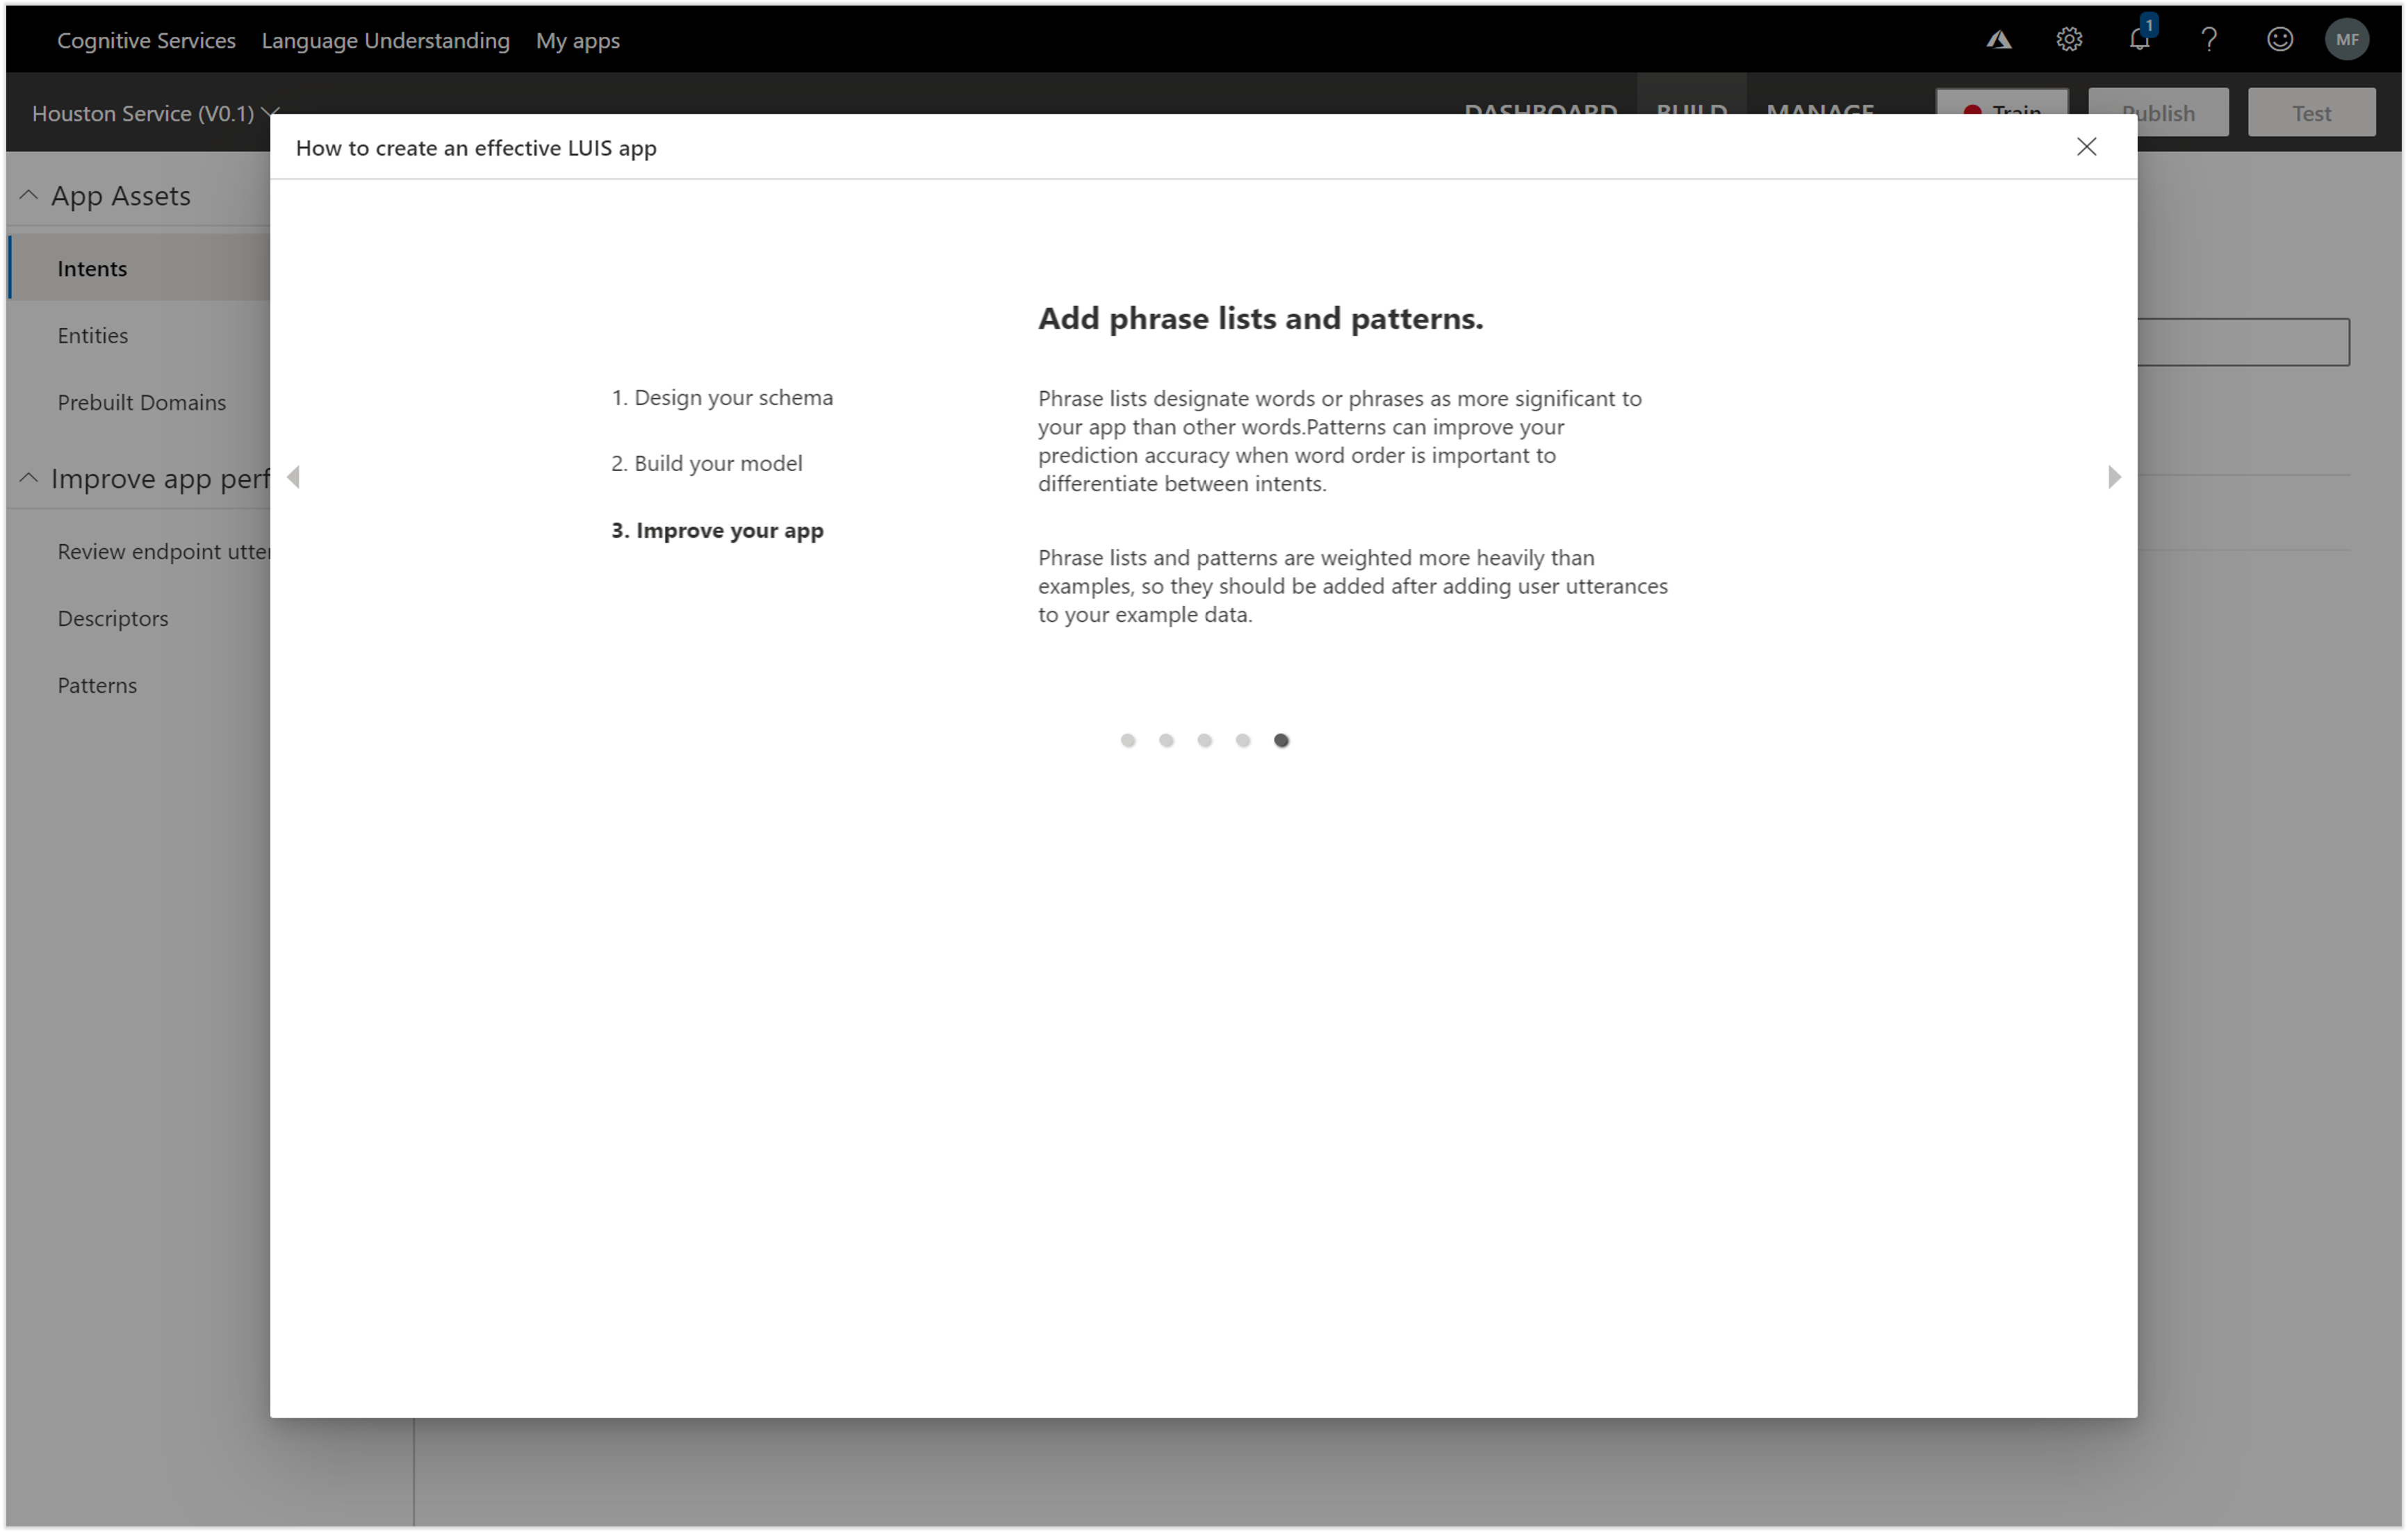 Cognitive Services Language Understanding My apps 1 ? MF
Houston Service (V0.1) DASHBOARD BUILD MANAGE Train Publish Test
How to create an effective LUIS app
App Assets
Intents
Entities
Prebuilt Domains
Improve app perf
Review endpoint utter
Descriptors
Patterns
1. Design your schema
2. Build your model
3. Improve your app
Add phrase lists and patterns.
Phrase lists designate words or phrases as more significant to
your app than other words.Patterns can improve your
prediction accuracy when word order is important to
differentiate between intents.
Phrase lists and patterns are weighted more heavily than
examples, so they should be added after adding user utterances
to your example data.